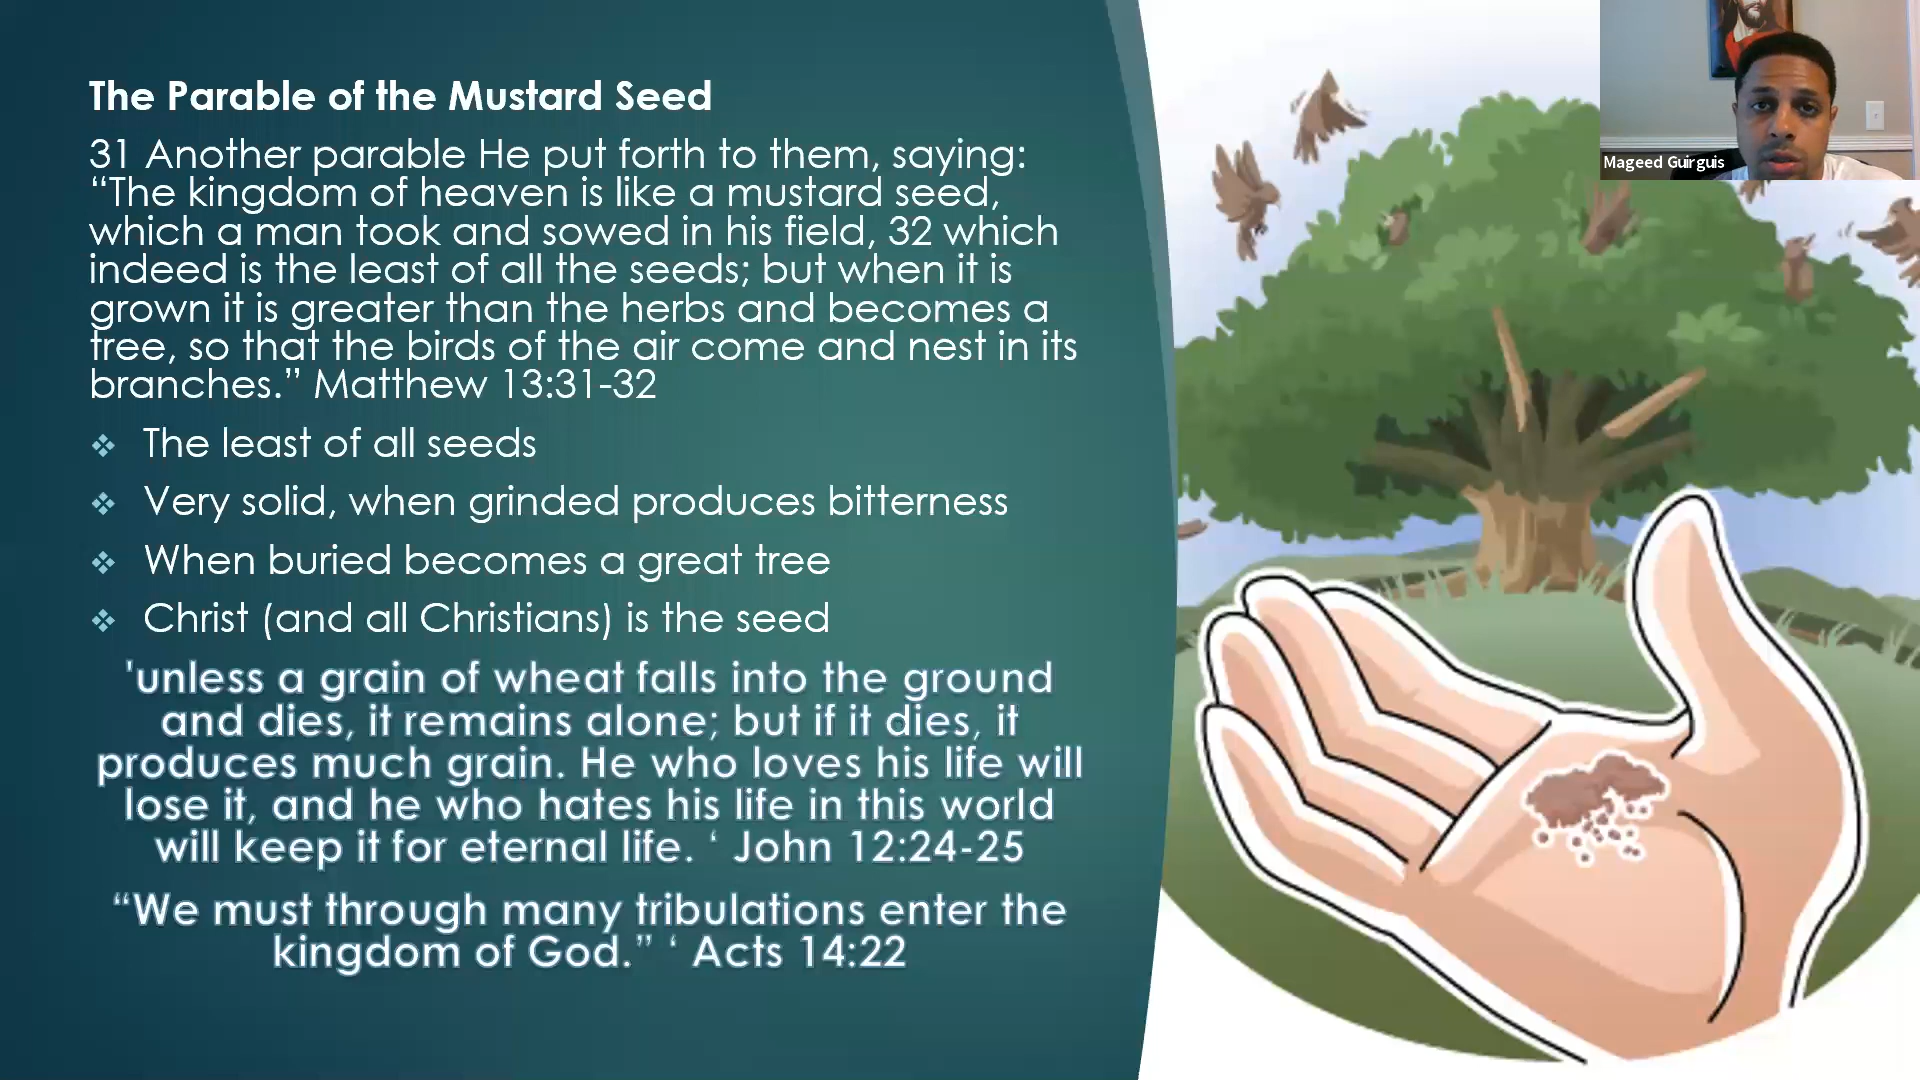 The Parable of the Mustard Seed
31 Another parable He put forth to them, saying:
“The kingdom of heaven is like a mustard seed,
which a man took and sowed in his field, 32 which
indeed is the least of all the seeds; but when it is
grown it is greater than the herbs and becomes a
tree, so that the birds of the air come and nest in its
branches.” Matthew 13:31-32
❖ The least of all seeds
❖ Very solid, when grinded produces bitterness
❖ When buried becomes a great tree
❖ Christ (and all Christians) is the seed
'unless a grain of wheat falls into the ground
and dies, it remains alone; but if it dies, it
produces much grain. He who loves his life will
lose it, and he who hates his life in this world
will keep it for eternal life. ‘ John 12:24-25
“We must through many tribulations enter the
kingdom of God.” ‘ Acts 14:22
Mageed Guirguis